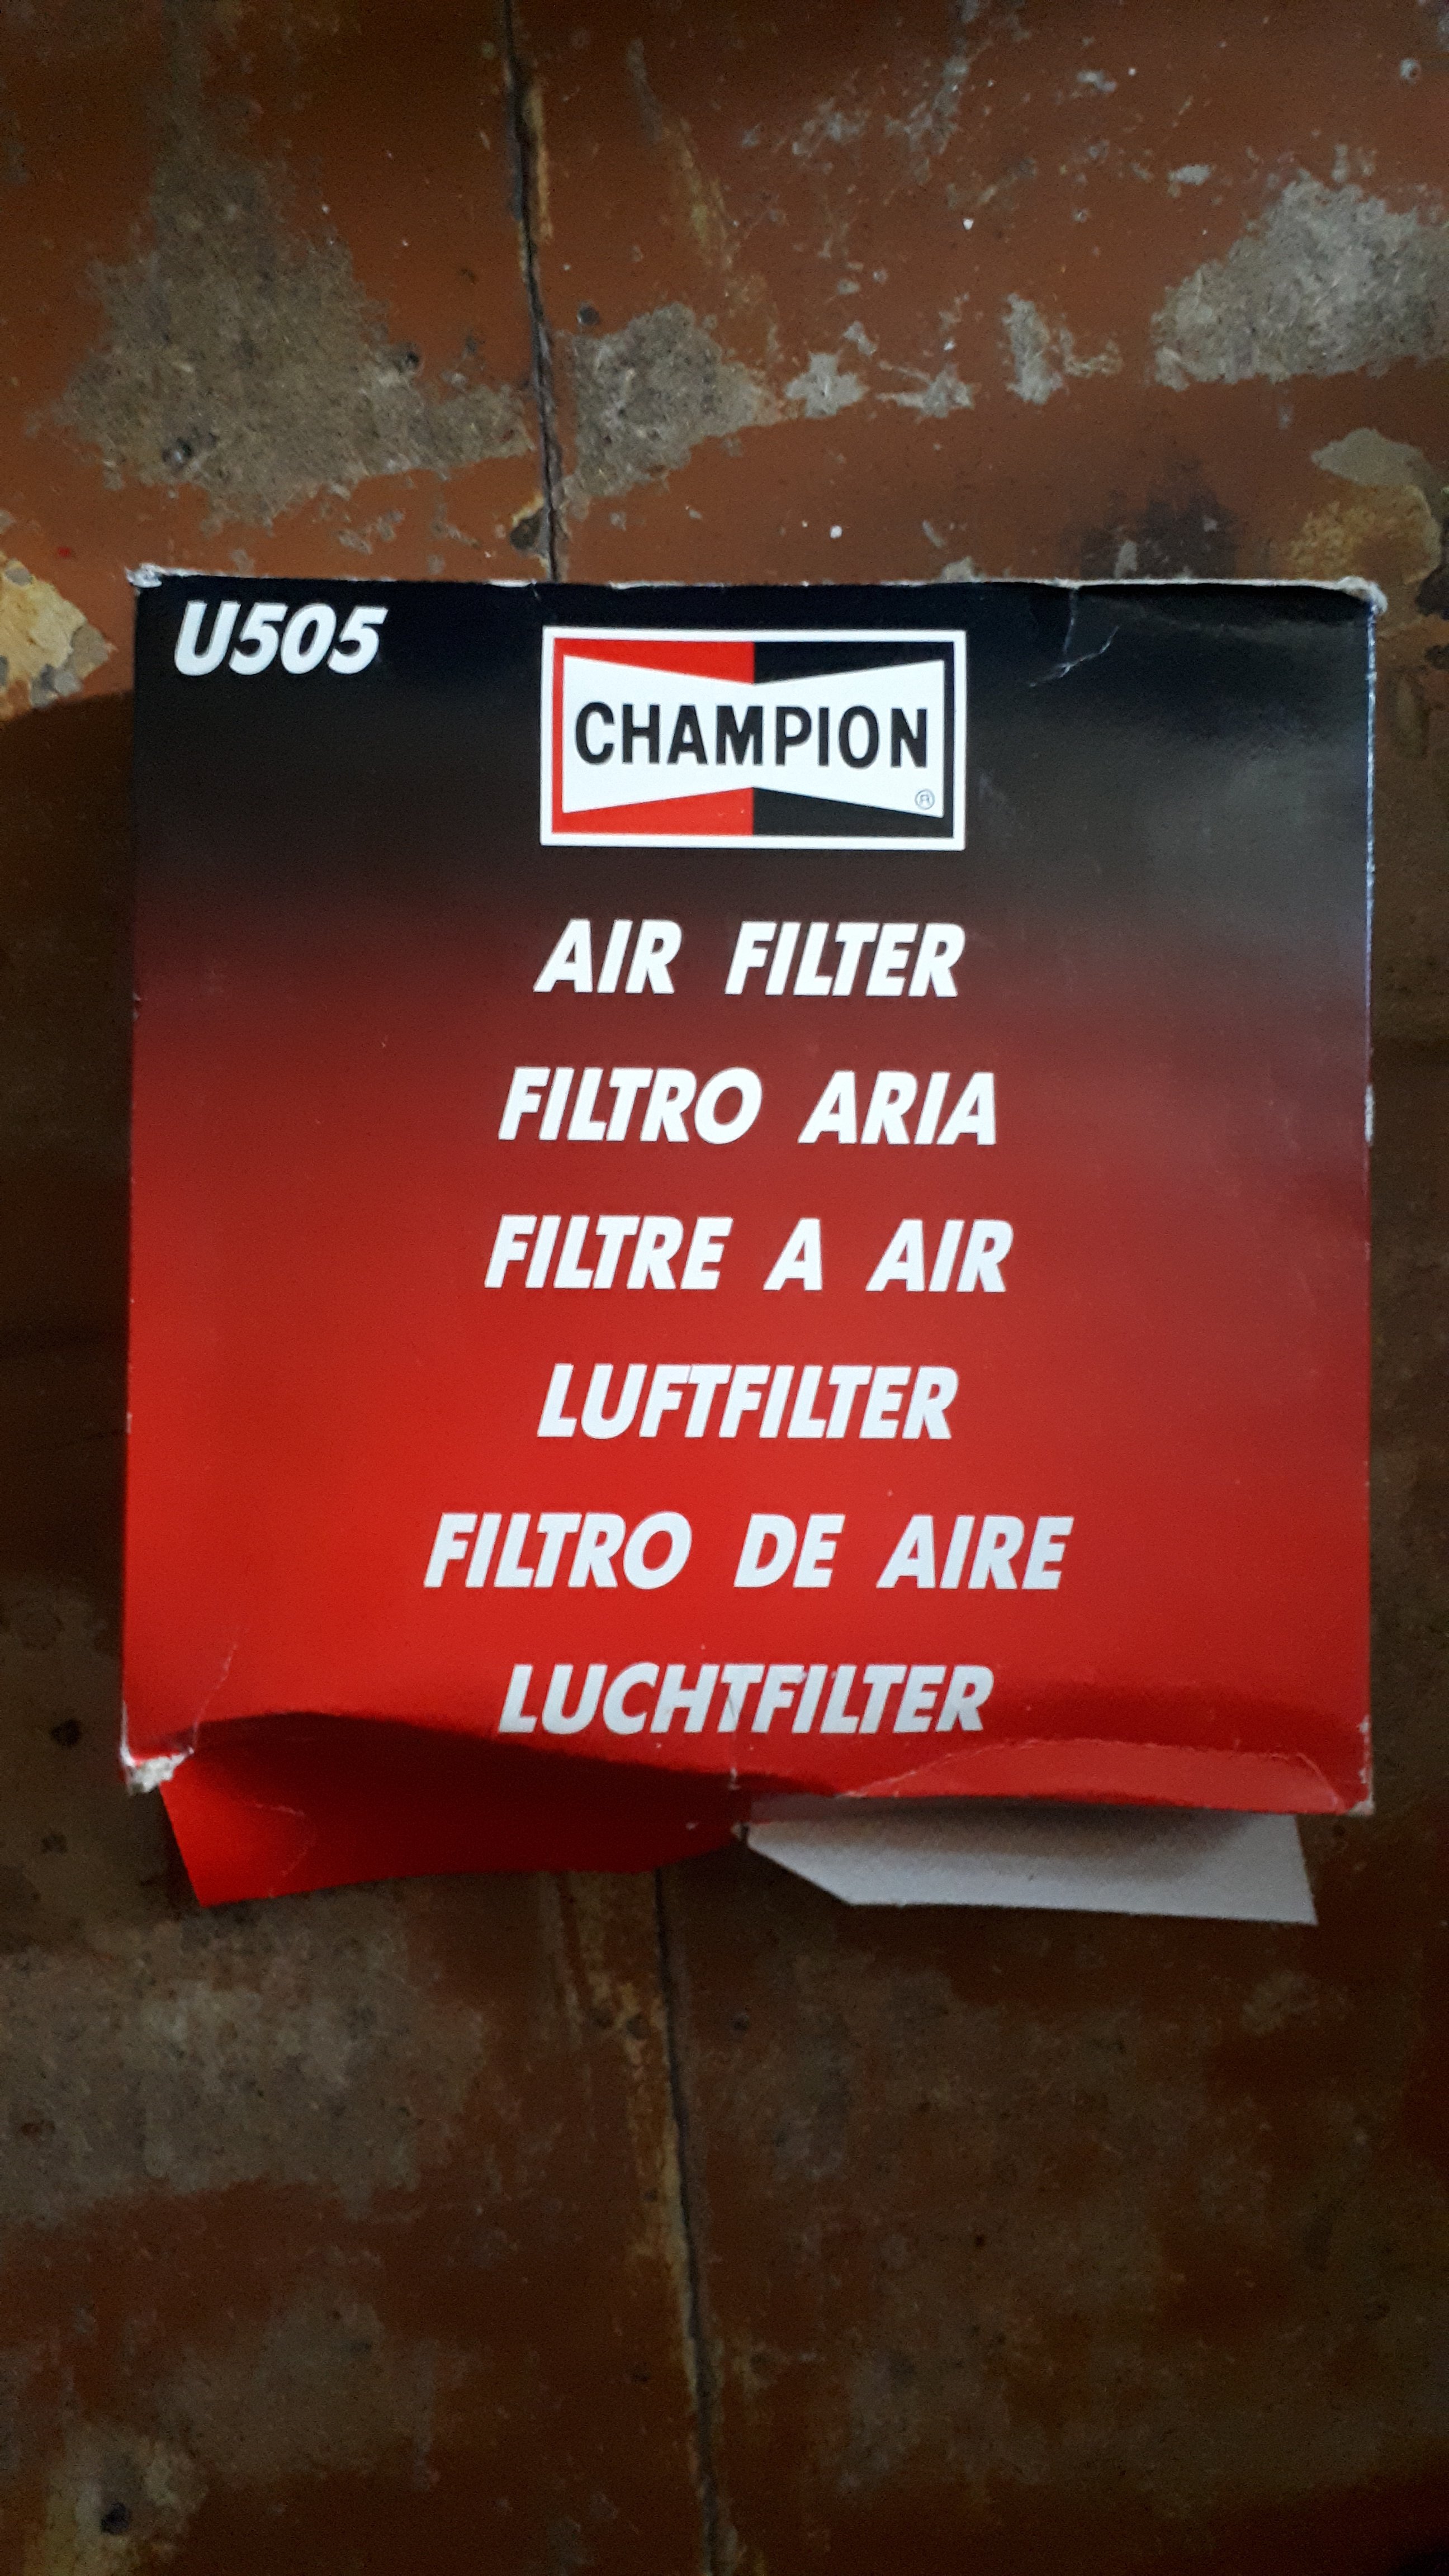 U505
CHAMPION
®
AIR FILTER
FILTRO ARIA
FILTRE A AIR
LUFTFILTER
FILTRO DE AIRE
LUCHTFILTER